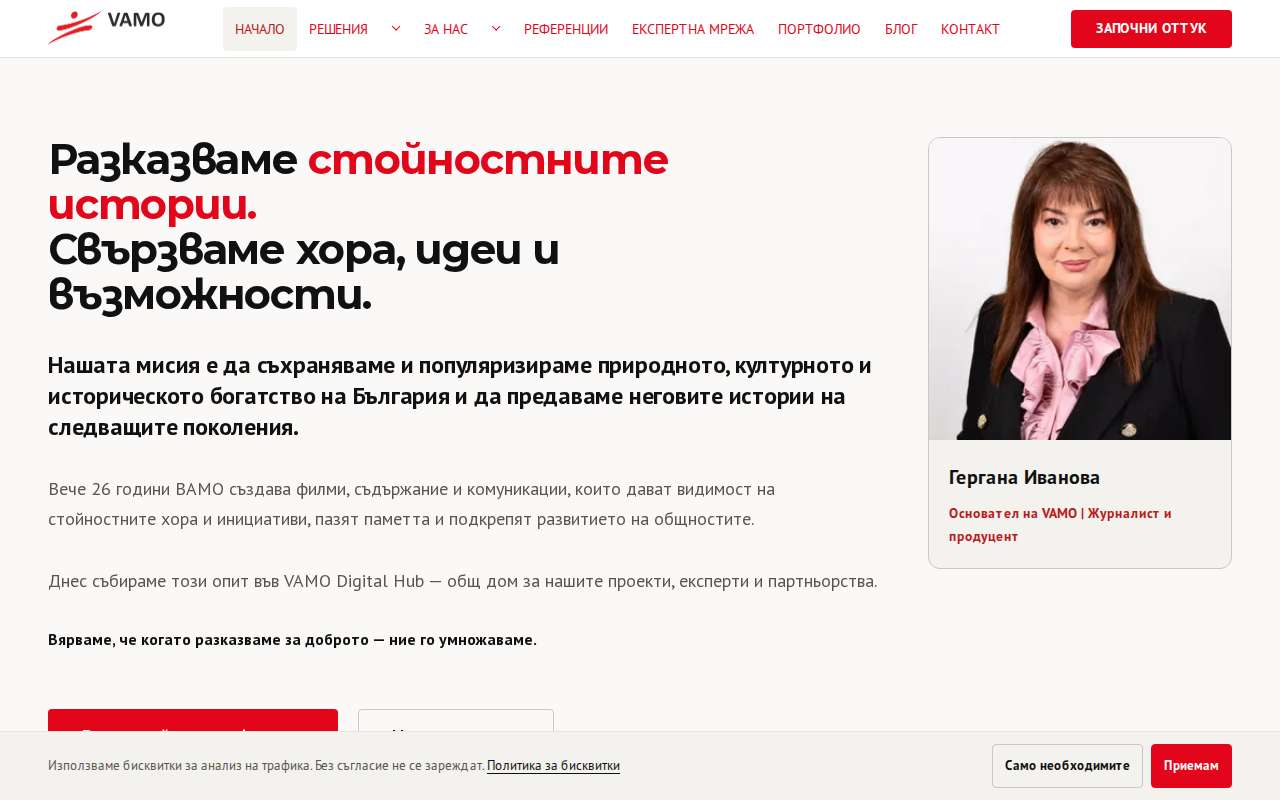 VAMO
НАЧАЛО РЕШЕНИЯ ЗА НАС РЕФЕРЕНЦИИ ЕКСПЕРТНА МРЕЖА ПОРТФОЛИО БЛОГ КОНТАКТ
ЗАПОЧНИ ОТТУК
Разказваме стойностните
истории.
Свързваме хора, идеи и
възможности.
Нашата мисия е да съхраняваме и популяризираме природното, културното и
историческото богатство на България и да предаваме неговите истории на
следващите поколения.
Вече 26 години ВАМО създава филми, съдържание и комуникации, които дават видимост на
стойностните хора и инициативи, пазят паметта и подкрепят развитието на общностите.
Днес събираме този опит във VAMO Digital Hub — общ дом за нашите проекти, експерти и партньорства.
Вярваме, че когато разказваме за доброто — ние го умножаваме.
Гергана Иванова
Основател на VAMO | Журналист и
продуцент
Използваме бисквитки за анализ на трафика. Без съгласие не се зареждат. Политика за бисквитки
Само необходимите
Приемам